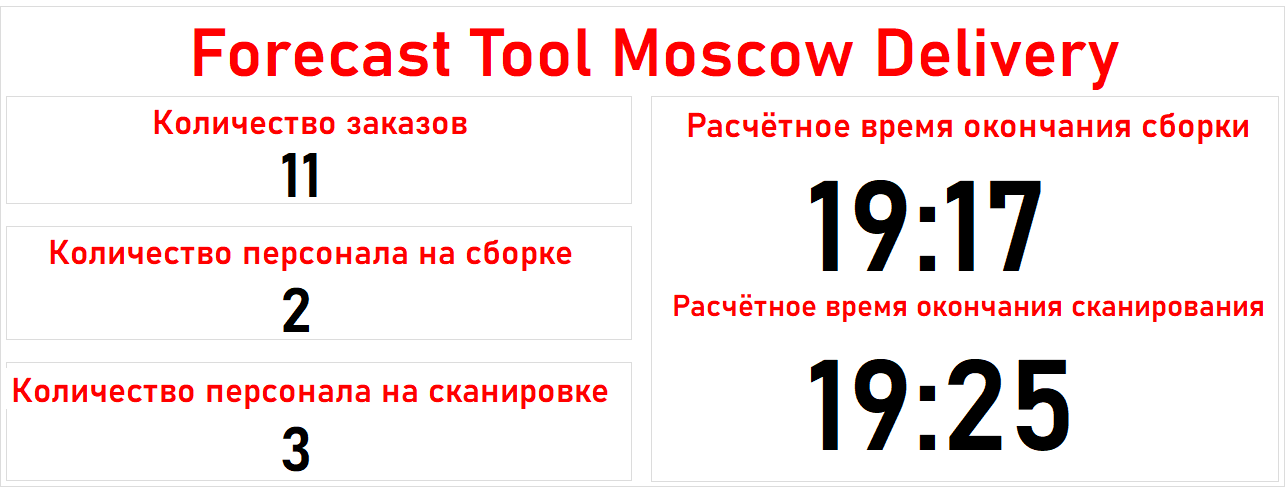 Forecast Tool Moscow Delivery
Количество заказов
11
Количество персонала на сборке
2
Количество персонала на сканировке
3
Расчётное время окончания сборки
19:17
Расчётное время окончания сканирования
19:25